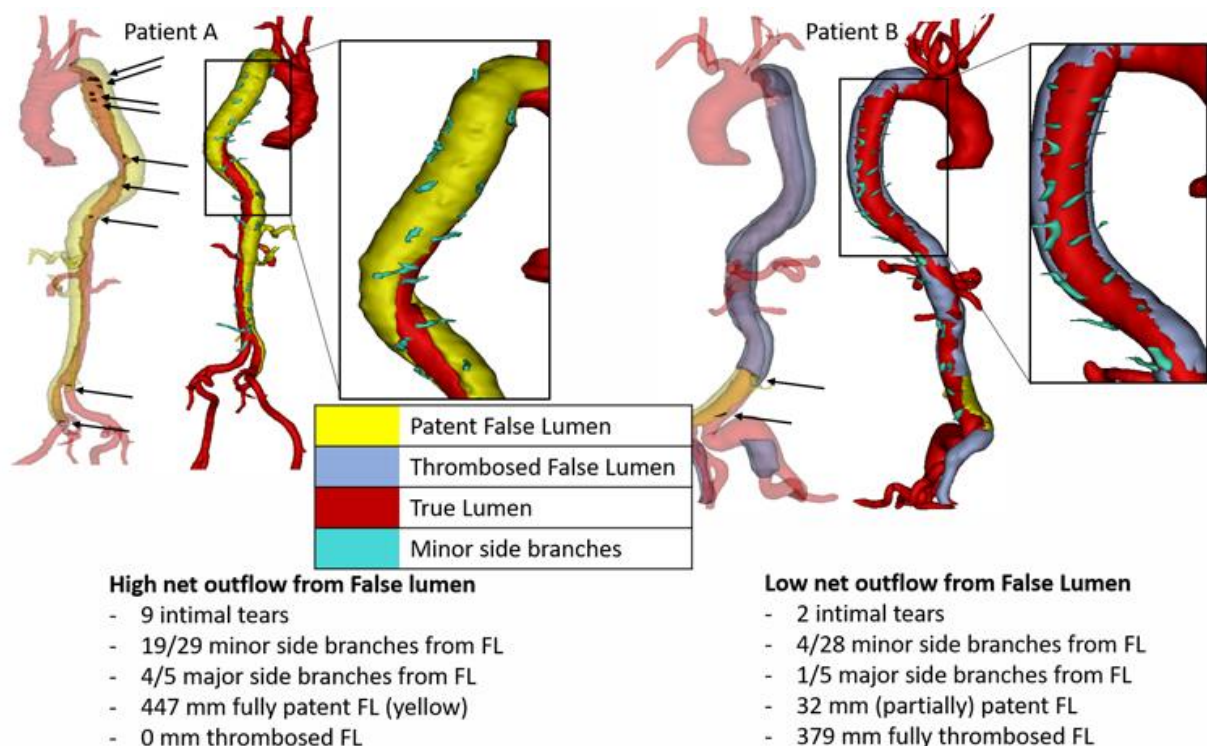 Patient A
Patient B
Patent False Lumen
Thrombosed False Lumen
True Lumen
Minor side branches
High net outflow from False lumen
- 9 intimal tears
- 19/29 minor side branches from FL
- 4/5 major side branches from FL
- 447 mm fully patent FL (yellow)
- 0 mm thrombosed FL
Low net outflow from False Lumen
- 2 intimal tears
- 4/28 minor side branches from FL
- 1/5 major side branches from FL
- 32 mm (partially) patent FL
- 379 mm fully thrombosed FL